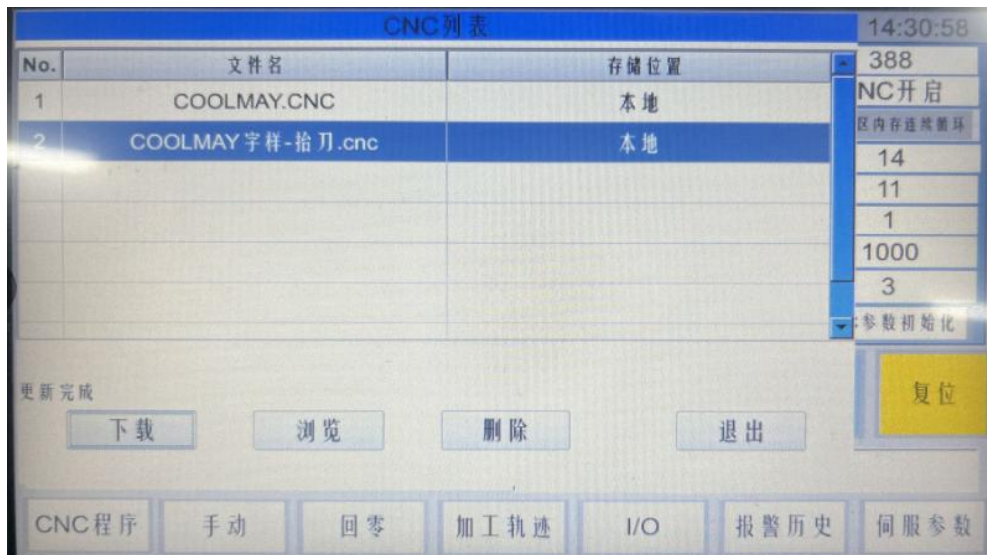 CNC列表
14:30:58
No. 文件名 存储位置
388
1 COOLMAY.CNC 本地
NC开启
2 COOLMAY字样-抬刀.cnc 本地
区内存连续循环
14
11
1
1000
3
参数初始化
更新完成
复位
下载 浏览 删除 退出
CNC程序 手动 回零 加工轨迹 I/O 报警历史 伺服参数